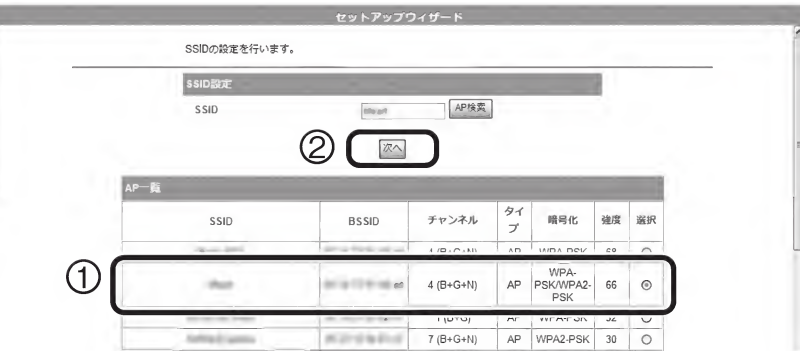 セットアップウィザード
SSIDの設定を行います。
SSID設定
SSID AP検索
② 次へ
AP一覧
SSID BSSID チャンネル タイプ 暗号化 強度 選択
4 (B+G+N) AP WPA-PSK 68
① 4 (B+G+N) AP WPA-PSK/WPA2-PSK 66
1 (B+G) AP WPA-PSK 52
7 (B+G+N) AP WPA2-PSK 30